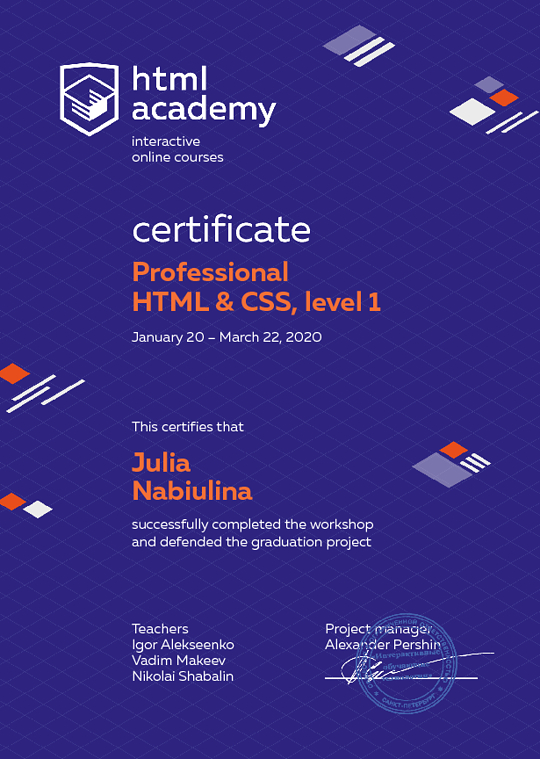 html
academy
interactive
online courses
certificate
Professional
HTML & CSS, level 1
January 20 – March 22, 2020
This certifies that
Julia
Nabiulina
successfully completed the workshop
and defended the graduation project
Teachers
Igor Alekseenko
Vadim Makeev
Nikolai Shabalin
Project manager
Alexander Pershin
САНКТ-ПЕТЕРБУРГ